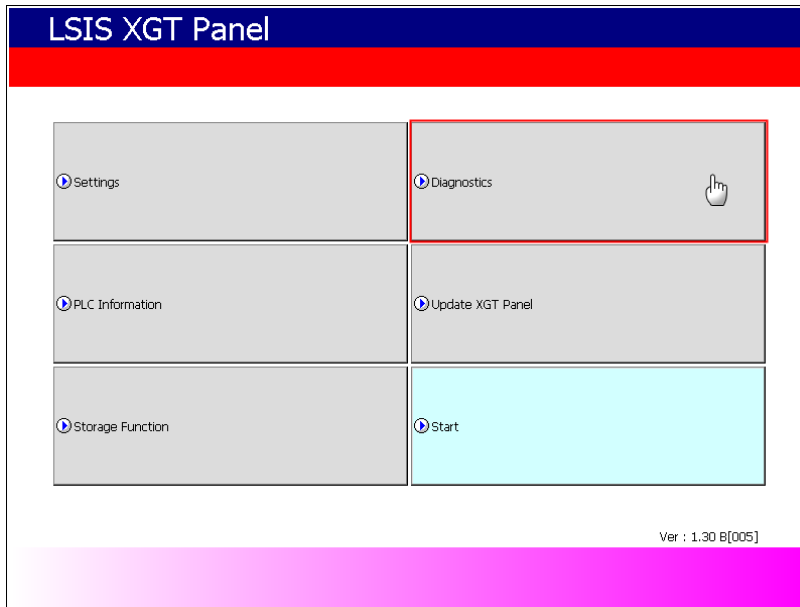 LSIS XGT Panel
Settings
Diagnostics
PLC Information
Update XGT Panel
Storage Function
Start
Ver : 1.30 B[005]